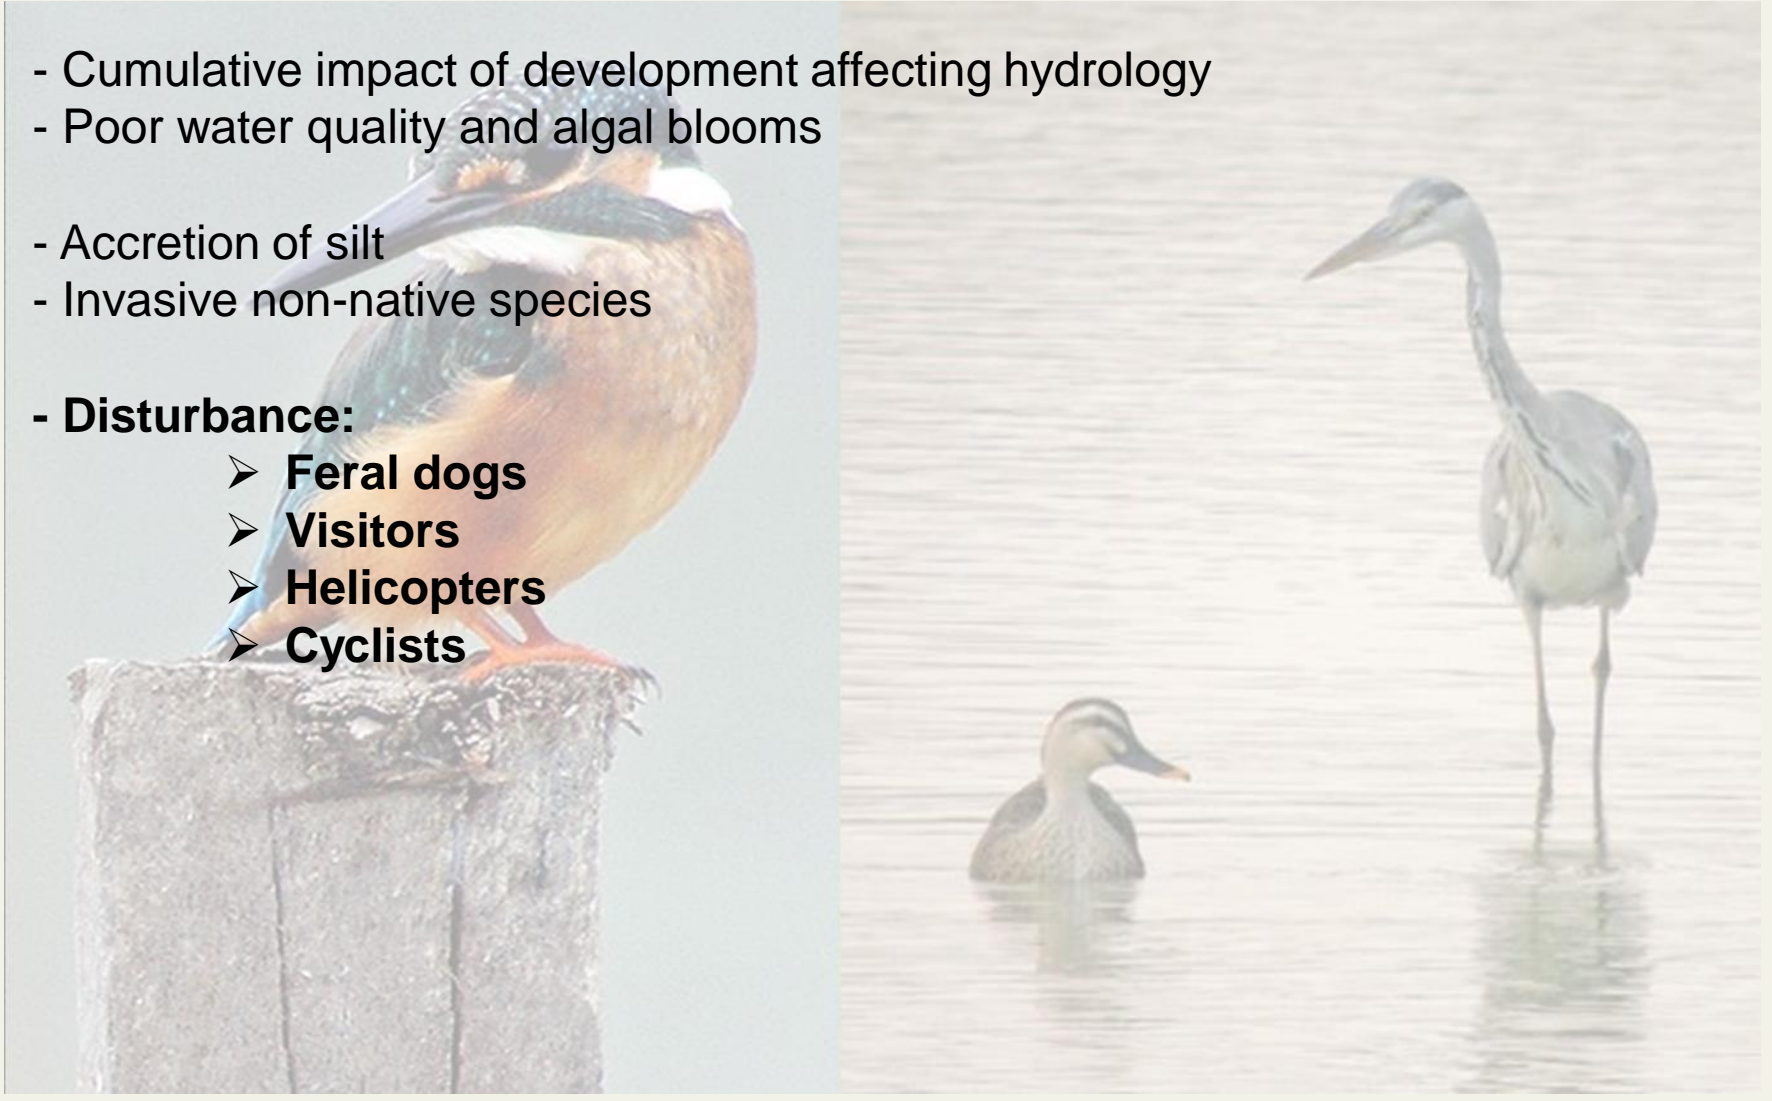 - Cumulative impact of development affecting hydrology
- Poor water quality and algal blooms
- Accretion of silt
- Invasive non-native species
- Disturbance:
➢ Feral dogs
➢ Visitors
➢ Helicopters
➢ Cyclists